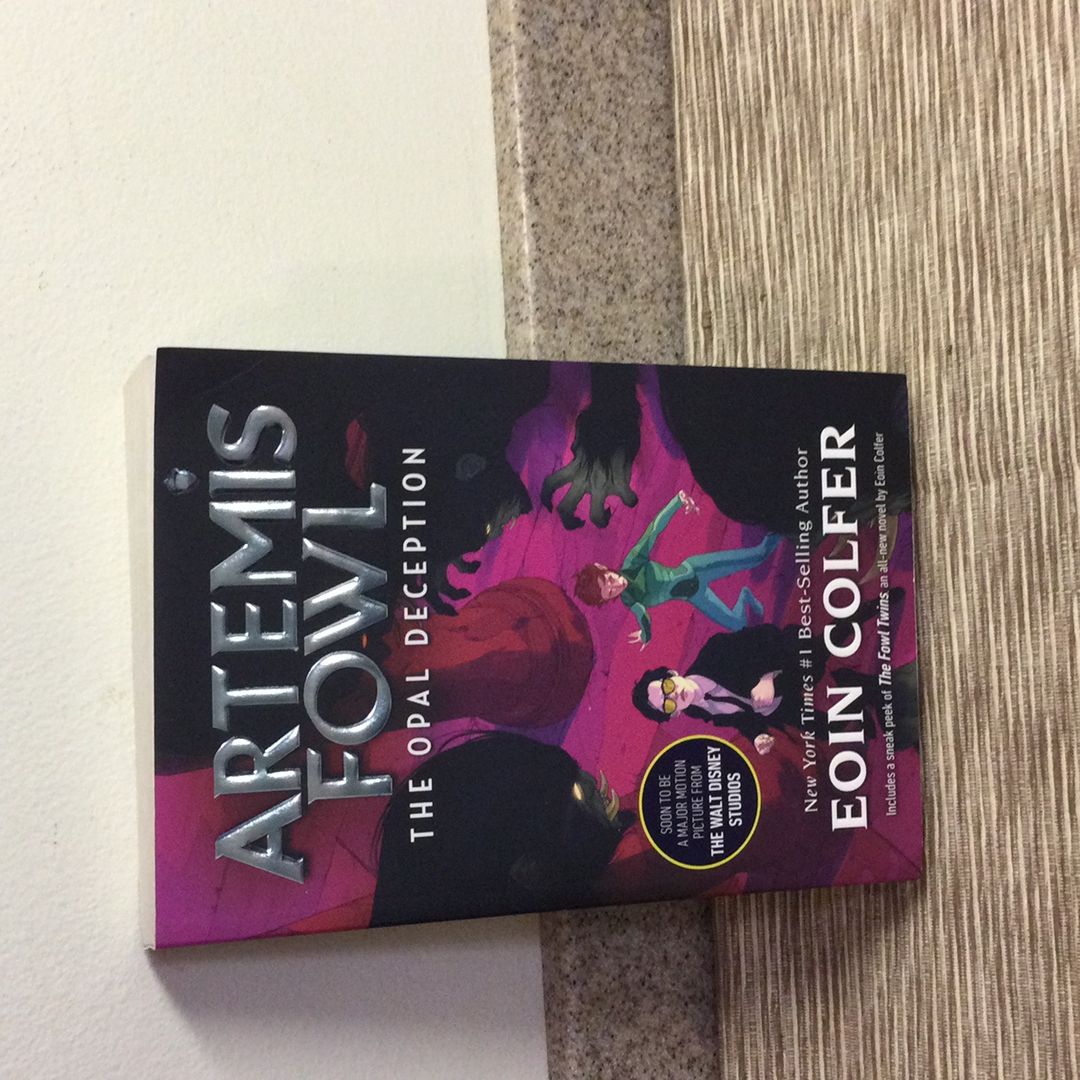 ARTEMIS
FOWL
THE OPAL DECEPTION
SOON TO BE
A MAJOR MOTION
PICTURE FROM
THE WALT DISNEY
STUDIOS
New York Times #1 Best-Selling Author
EOIN COLFER
Includes a sneak peek of The Fowl Twins: an all-new novel by Eoin Colfer